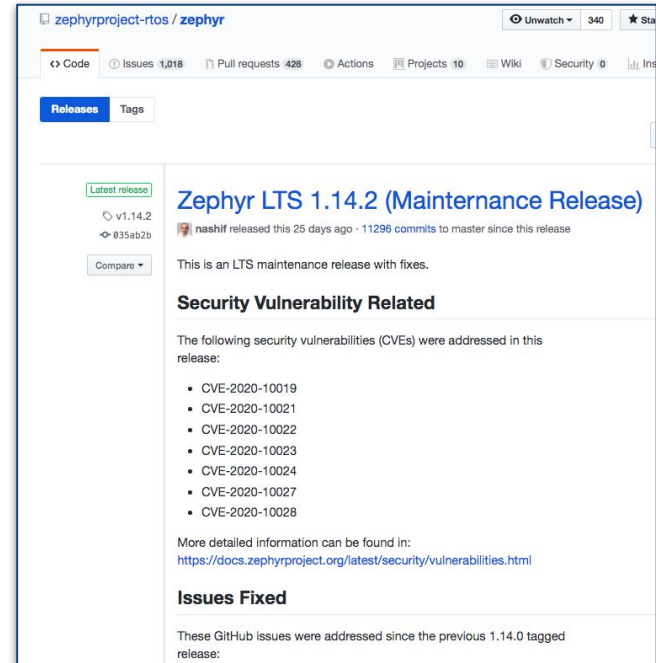 zephyrproject-rtos / zephyr
Unwatch 340 Sta
Code Issues 1,018 Pull requests 428 Actions Projects 10 Wiki Security 0 Ins
Releases Tags
Latest release
v1.14.2
035ab2b
Compare
Zephyr LTS 1.14.2 (Mainternance Release)
nashif released this 25 days ago · 11296 commits to master since this release
This is an LTS maintenance release with fixes.
Security Vulnerability Related
The following security vulnerabilities (CVEs) were addressed in this
release:
• CVE-2020-10019
• CVE-2020-10021
• CVE-2020-10022
• CVE-2020-10023
• CVE-2020-10024
• CVE-2020-10027
• CVE-2020-10028
More detailed information can be found in:
https://docs.zephyrproject.org/latest/security/vulnerabilities.html
Issues Fixed
These GitHub issues were addressed since the previous 1.14.0 tagged
release: